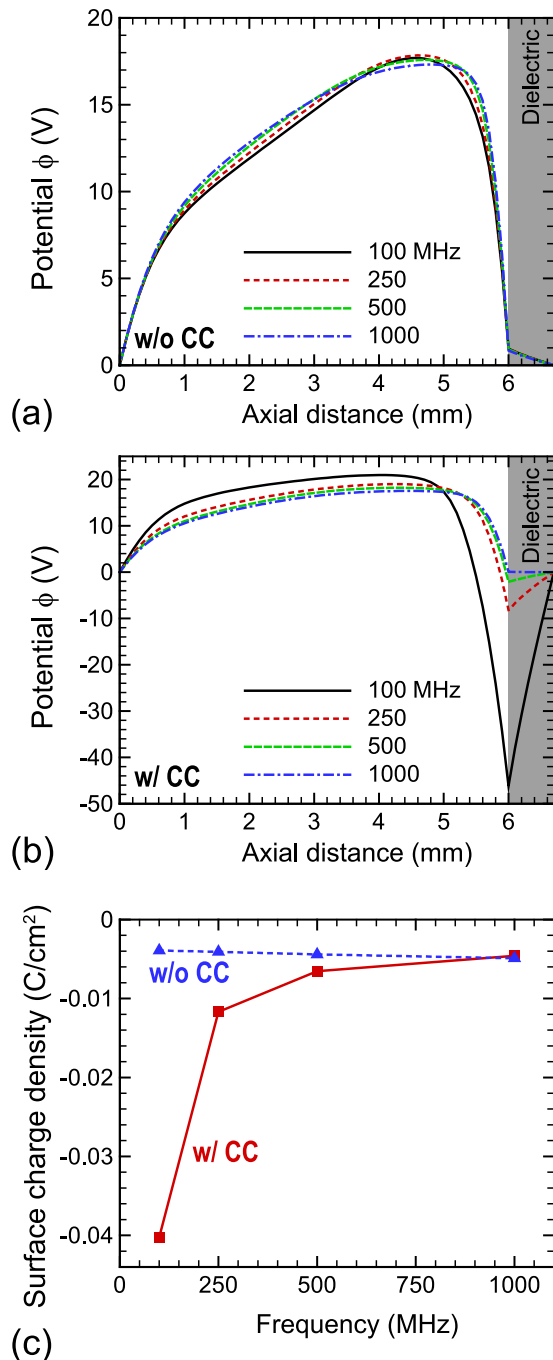 20
15
10
5
0
Potential ϕ (V)
Dielectric
100 MHz
250
500
1000
w/o CC
0 1 2 3 4 5 6
Axial distance (mm)
(a)
20
10
0
-10
-20
-30
-40
-50
Potential ϕ (V)
Dielectric
100 MHz
250
500
1000
w/ CC
0 1 2 3 4 5 6
Axial distance (mm)
(b)
0
-0.01
-0.02
-0.03
-0.04
Surface charge density (C/cm²)
w/o CC
w/ CC
0 250 500 750 1000
Frequency (MHz)
(c)